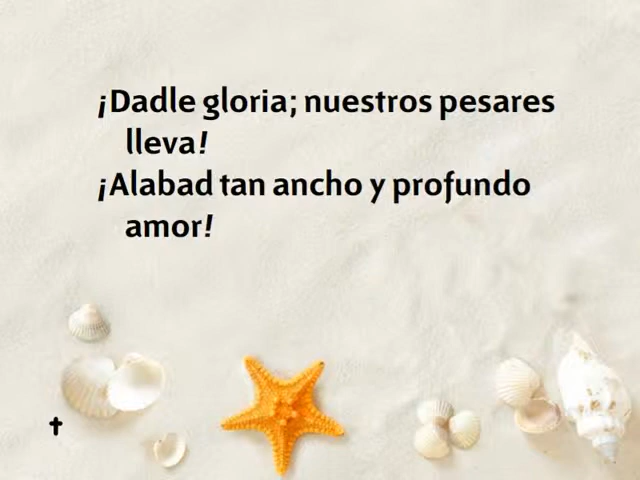 ¡Dadle gloria; nuestros pesares
lleva!
¡Alabad tan ancho y profundo
amor!